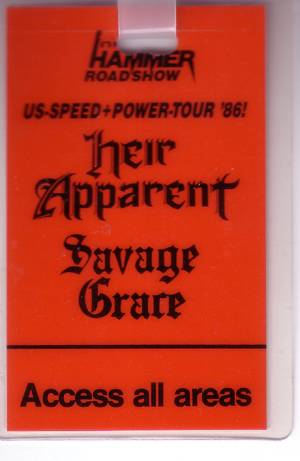 HAMMER
ROADSHOW
US-SPEED+POWER-TOUR '86!
Heir
Apparent
Savage
Grace
Access all areas